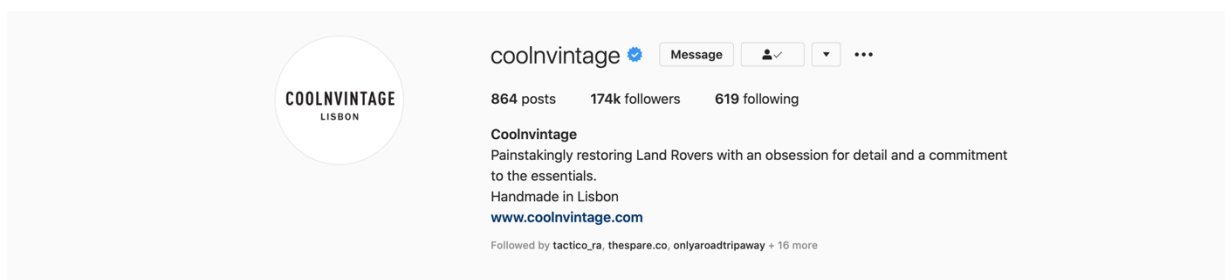 COOLNVINTAGE
LISBON
coolnvintage Message
864 posts 174k followers 619 following
Coolnvintage
Painstakingly restoring Land Rovers with an obsession for detail and a commitment
to the essentials.
Handmade in Lisbon
www.coolnvintage.com
Followed by tactico_ra, thespare.co, onlyaroadtripaway + 16 more